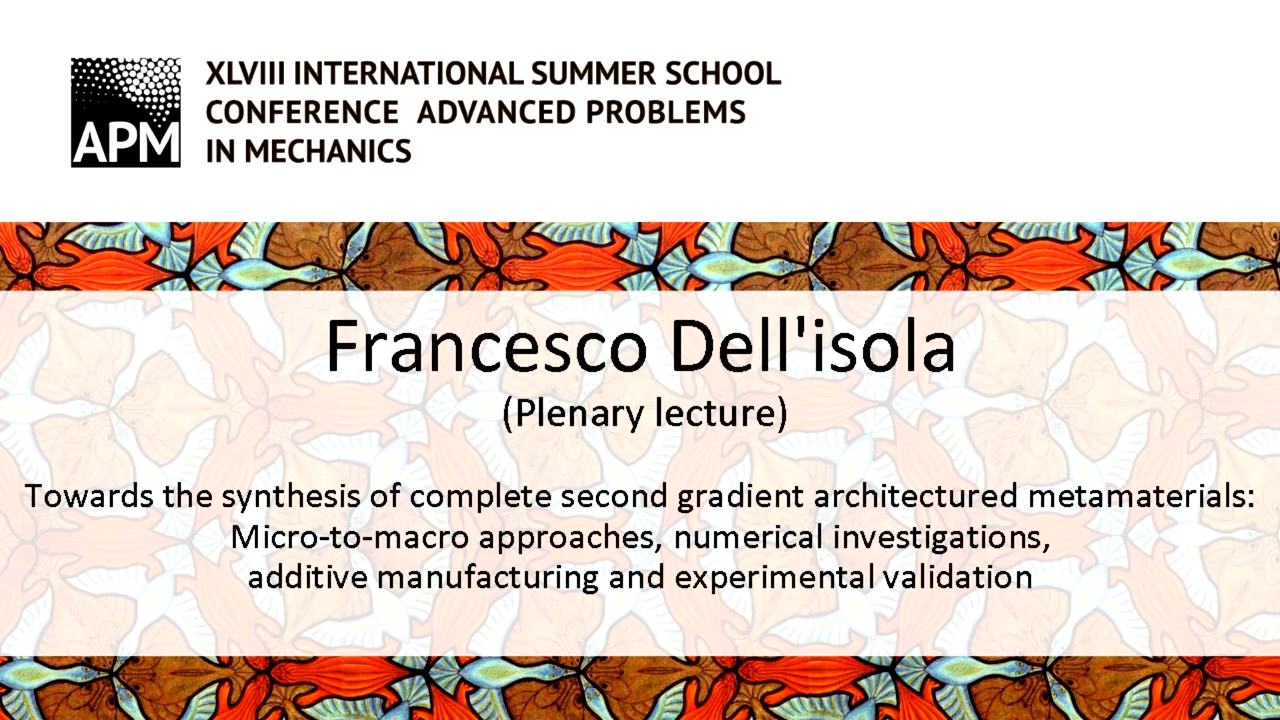 APM
XLVIII INTERNATIONAL SUMMER SCHOOL
CONFERENCE ADVANCED PROBLEMS
IN MECHANICS
Francesco Dell'isola
(Plenary lecture)
Towards the synthesis of complete second gradient architectured metamaterials:
Micro-to-macro approaches, numerical investigations,
additive manufacturing and experimental validation